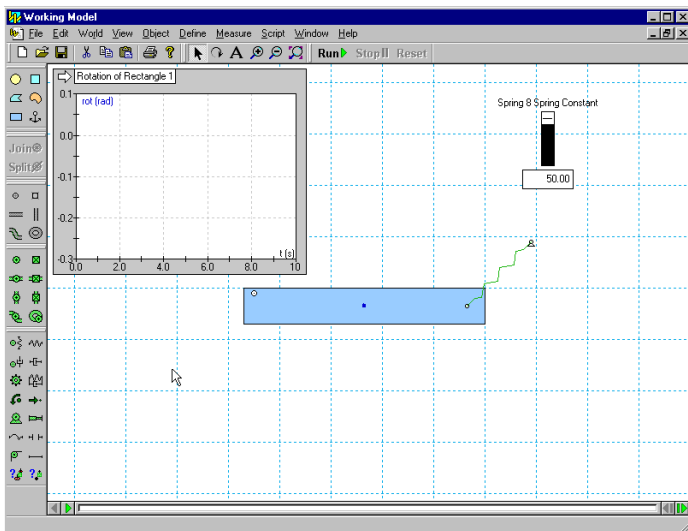 Working Model
File Edit World View Object Define Measure Script Window Help
A Run Stop Reset
Rotation of Rectangle 1
0.1
rot (rad)
0.0
-0.1
-0.2
-0.3
t (s)
0.0 2.0 4.0 6.0 8.0 10
Spring 8 Spring Constant
50.00
Join
Split